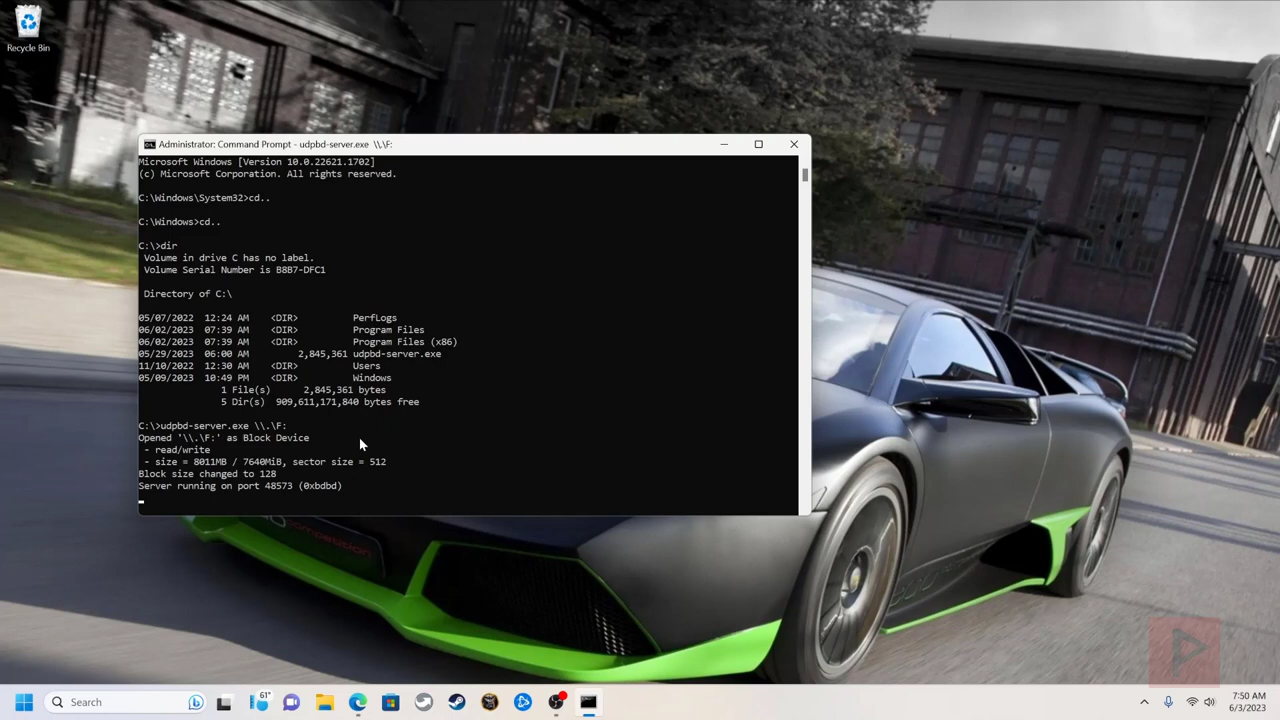 Recycle Bin
Administrator: Command Prompt - udpbd-server.exe \\.\F:
Microsoft Windows [Version 10.0.22621.1702]
(c) Microsoft Corporation. All rights reserved.
C:\Windows\System32>cd..
C:\Windows>cd..
C:\>dir
Volume in drive C has no label.
Volume Serial Number is B8B7-DFC1
Directory of C:\
05/07/2022 12:24 AM <DIR> PerfLogs
06/02/2023 07:39 AM <DIR> Program Files
06/02/2023 07:39 AM <DIR> Program Files (x86)
05/29/2023 06:00 AM 2,845,361 udpbd-server.exe
11/10/2022 12:30 AM <DIR> Users
05/09/2023 10:49 PM <DIR> Windows
1 File(s) 2,845,361 bytes
5 Dir(s) 909,611,171,840 bytes free
C:\>udpbd-server.exe \\.\F:
Opened '\\.\F:' as Block Device
- read/write
- size = 8011MB / 7640MiB, sector size = 512
Block size changed to 128
Server running on port 48573 (0xbdbd)
competition
Search
61°
7:50 AM
6/3/2023